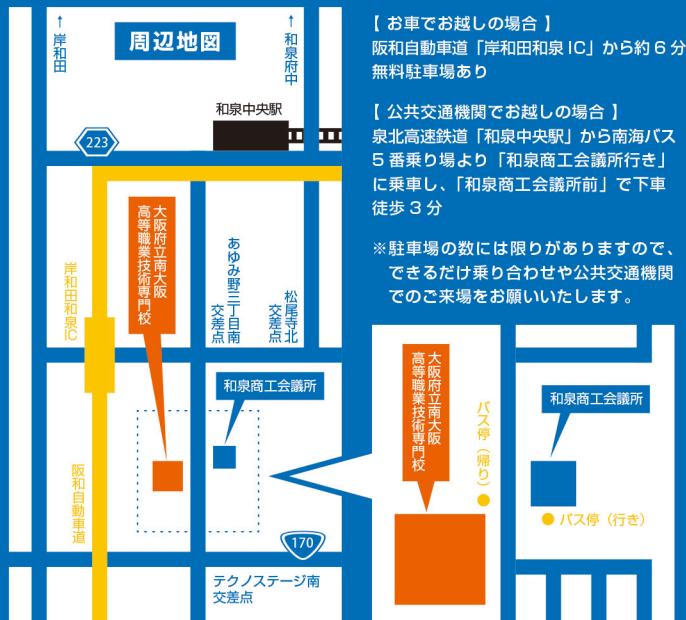 ↑岸和田
周辺地図
↑和泉府中
和泉中央駅
223
大阪府立南大阪
高等職業技術専門校
あゆみ野三丁目南
交差点
松尾寺北
交差点
岸和田和泉IC
和泉商工会議所
阪和自動車道
170
テクノステージ南
交差点
【 お車でお越しの場合 】
阪和自動車道「岸和田和泉 IC」から約 6 分
無料駐車場あり
【 公共交通機関でお越しの場合 】
泉北高速鉄道「和泉中央駅」から南海バス
5 番乗り場より「和泉商工会議所行き」
に乗車し、「和泉商工会議所前」で下車
徒歩 3 分
※駐車場の数には限りがありますので、
できるだけ乗り合わせや公共交通機関
でのご来場をお願いいたします。
大阪府立南大阪
高等職業技術専門校
バス停（帰り）
和泉商工会議所
バス停（行き）